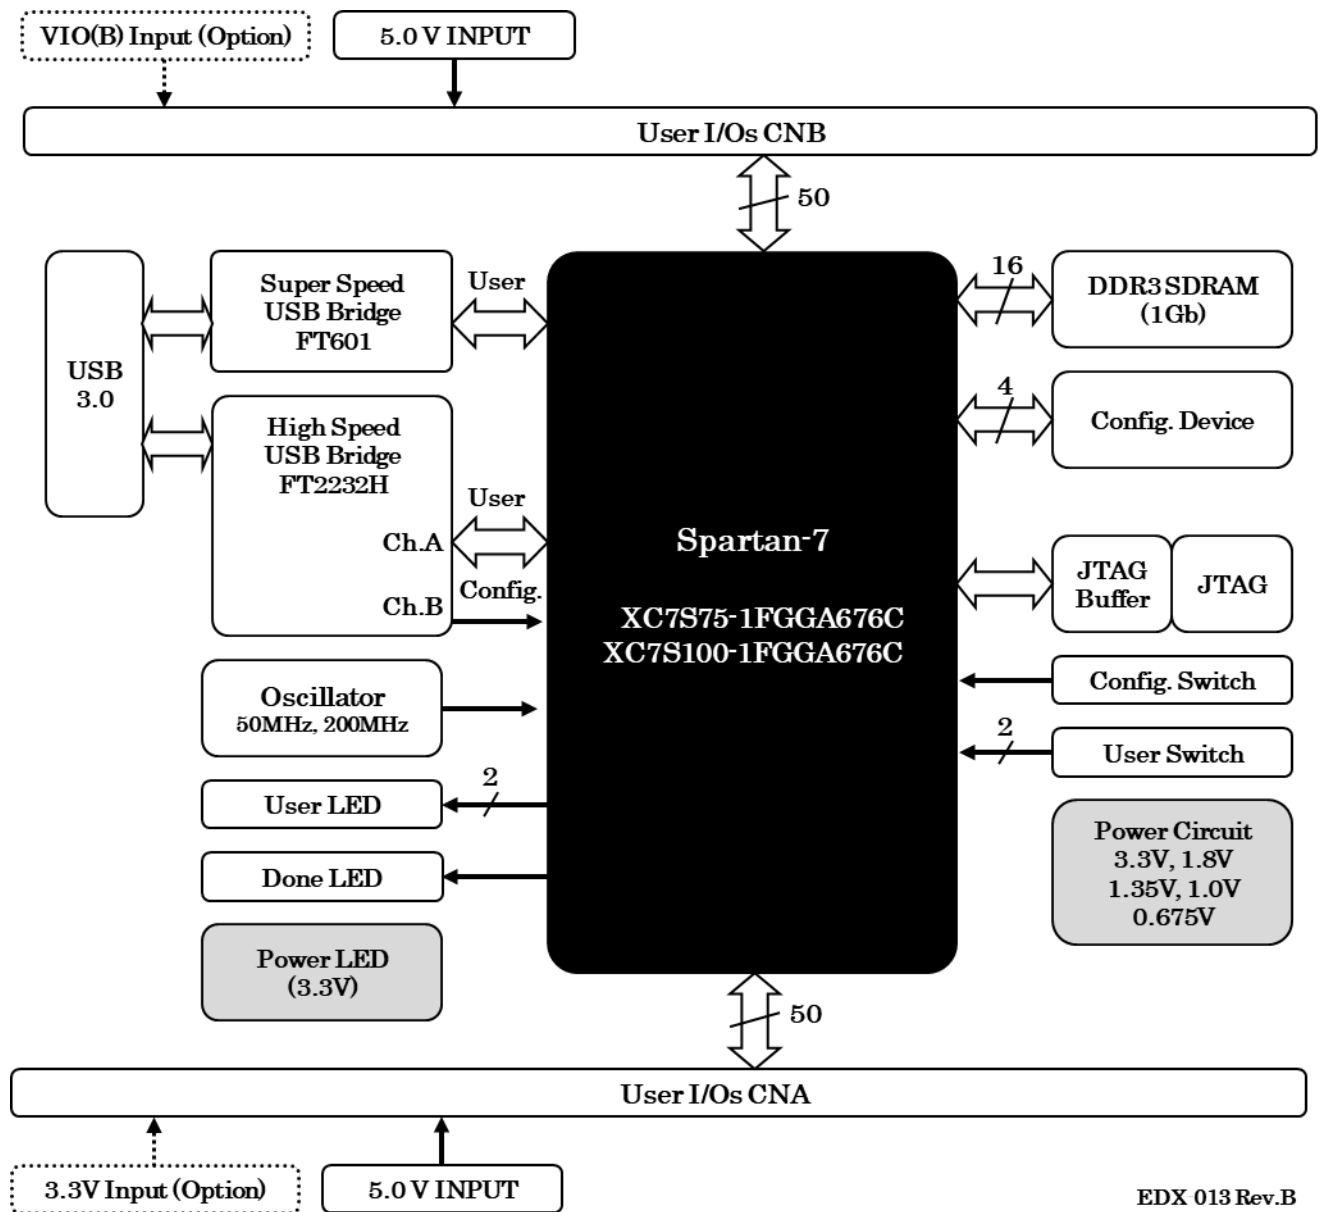 VIO(B) Input (Option)
5.0 V INPUT
User I/Os CNB
50
USB
3.0
Super Speed
USB Bridge
FT601
User
High Speed
USB Bridge
FT2232H
Ch.A
Ch.B
User
Config.
Oscillator
50MHz, 200MHz
User LED
2
Done LED
Power LED
(3.3V)
Spartan-7
XC7S75-1FGGA676C
XC7S100-1FGGA676C
16
DDR3 SDRAM
(1Gb)
4
Config. Device
JTAG
Buffer
JTAG
Config. Switch
2
User Switch
Power Circuit
3.3V, 1.8V
1.35V, 1.0V
0.675V
50
User I/Os CNA
3.3V Input (Option)
5.0 V INPUT
EDX-013 Rev.B